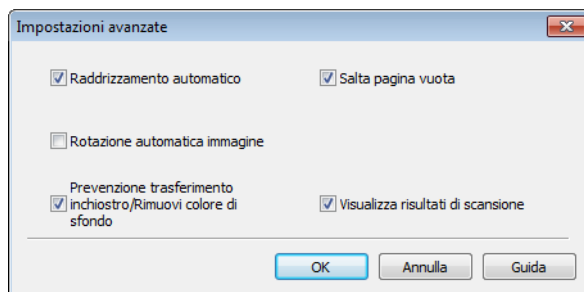 Impostazioni avanzate
Raddrizzamento automatico
Salta pagina vuota
Rotazione automatica immagine
Prevenzione trasferimento
inchiostro/Rimuovi colore di
sfondo
Visualizza risultati di scansione
OK
Annulla
Guida